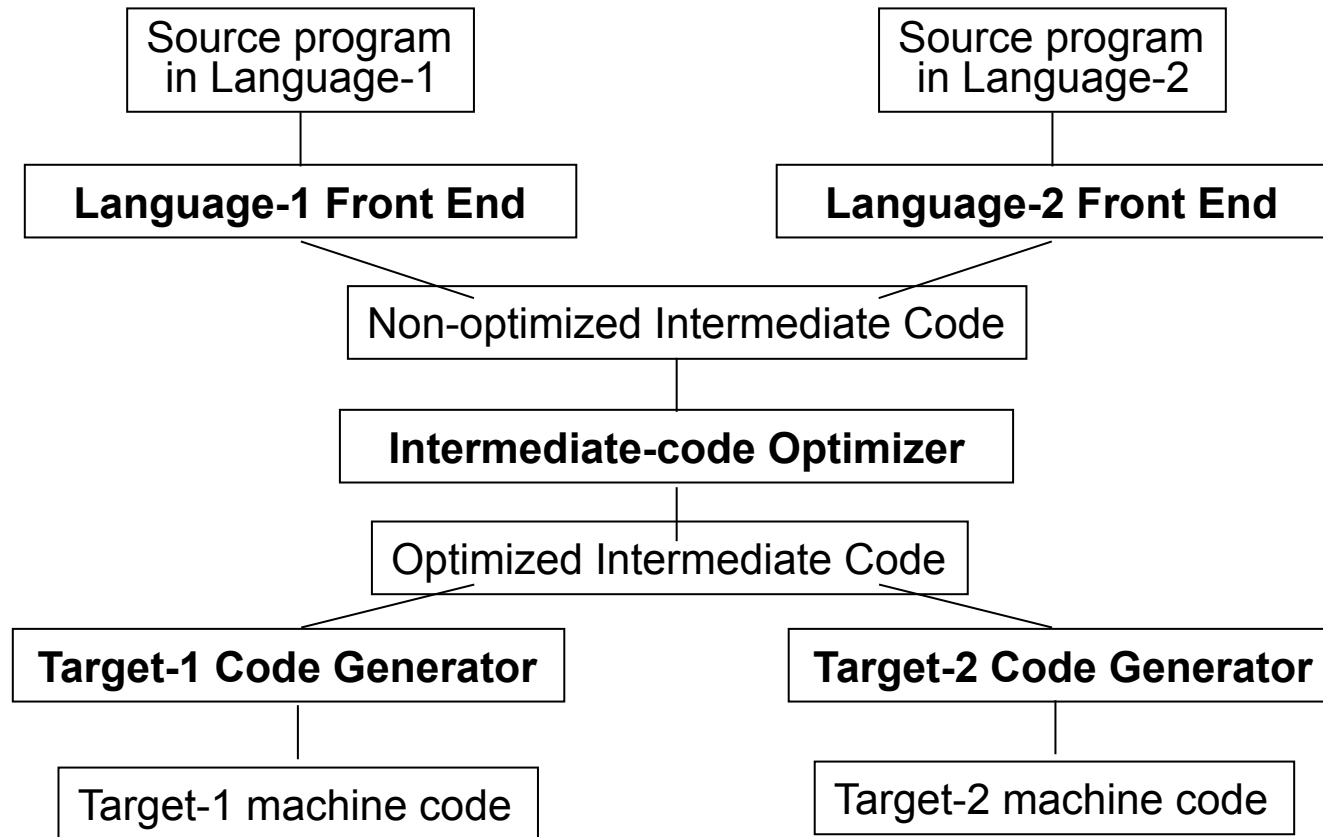 Source program
in Language-1
Source program
in Language-2
Language-1 Front End
Language-2 Front End
Non-optimized Intermediate Code
Intermediate-code Optimizer
Optimized Intermediate Code
Target-1 Code Generator
Target-2 Code Generator
Target-1 machine code
Target-2 machine code